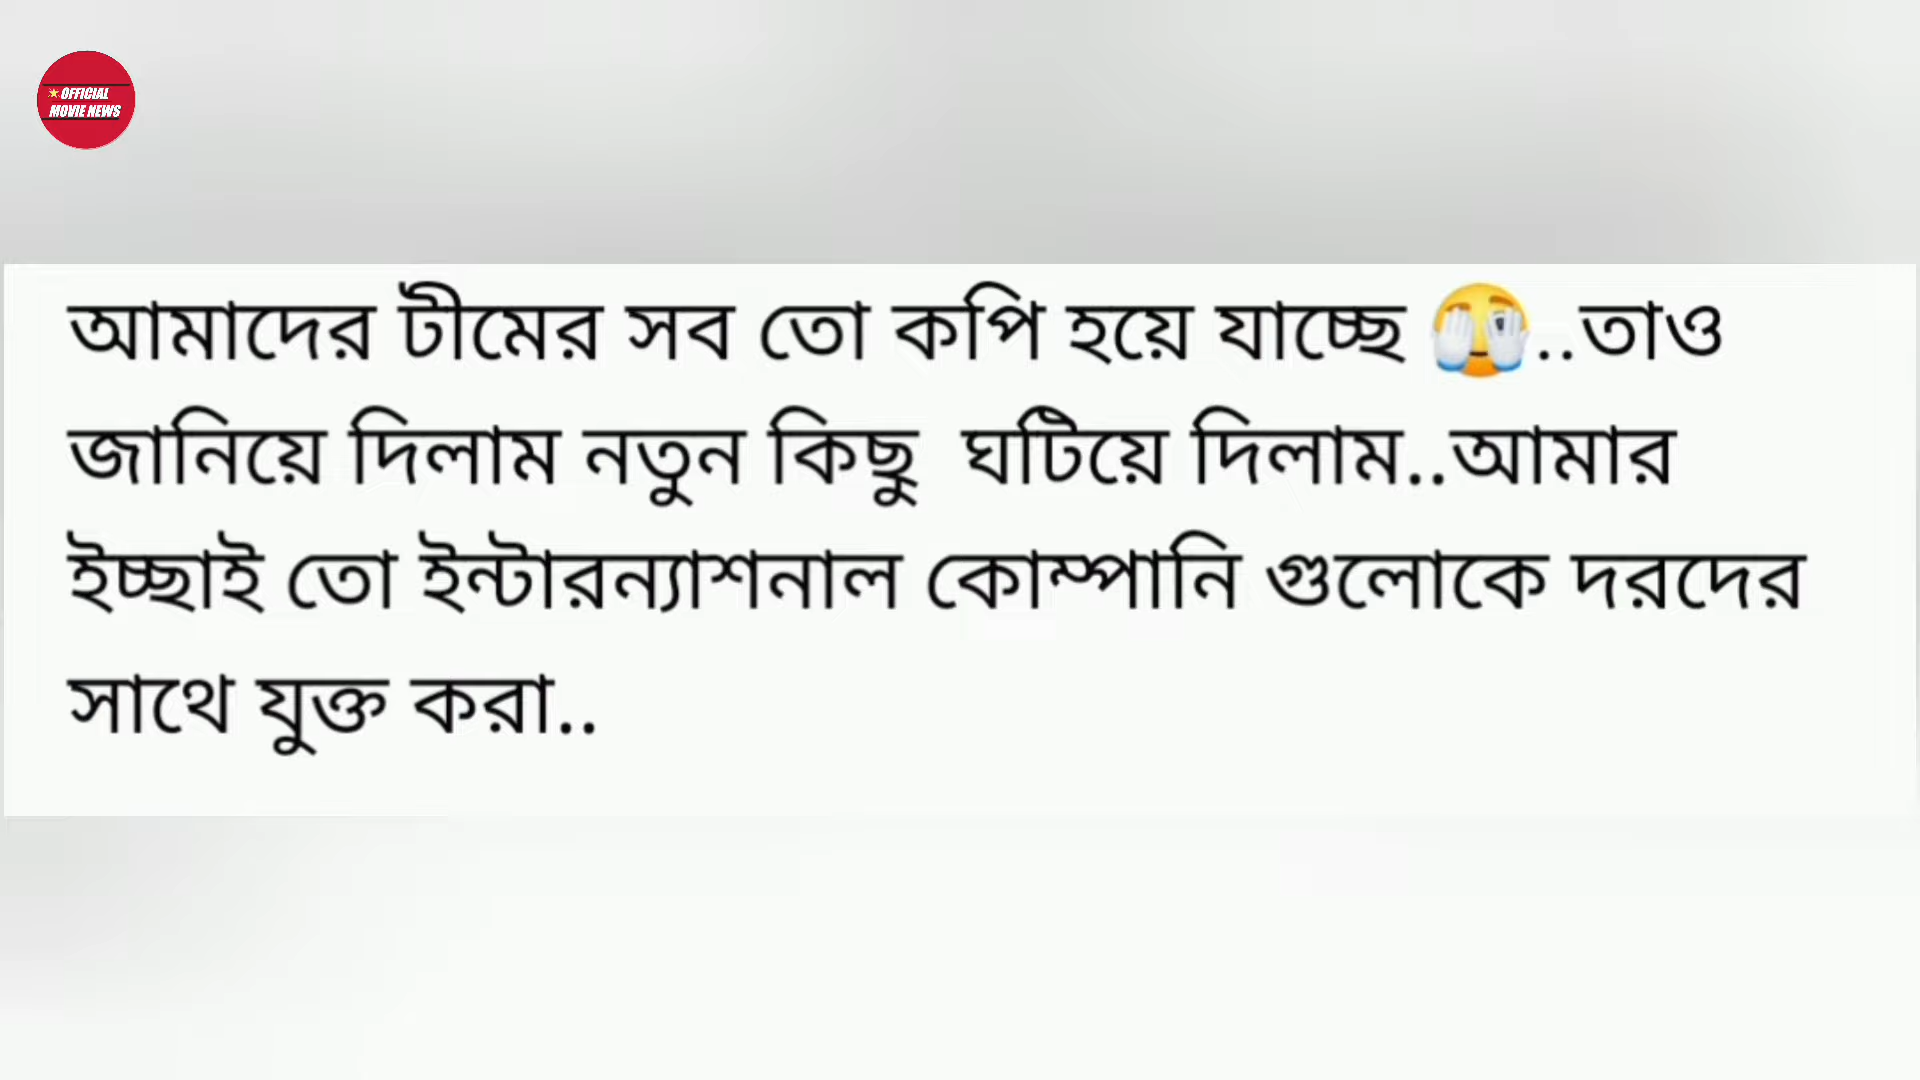 OFFICIAL
MOVIE NEWS
আমাদের টীমের সব তো কপি হয়ে যাচ্ছে 🫣..তাও
জানিয়ে দিলাম নতুন কিছু  ঘটিয়ে দিলাম..আমার
ইচ্ছাই তো ইন্টারন্যাশনাল কোম্পানি গুলোকে দরদের
সাথে যুক্ত করা..